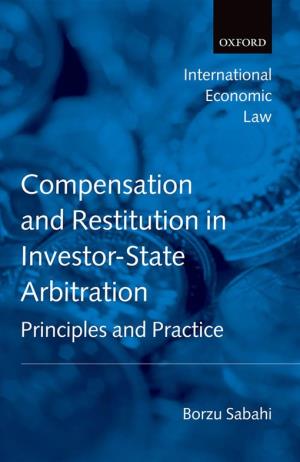 OXFORD
International
Economic
Law
Compensation
and Restitution in
Investor-State
Arbitration
Principles and Practice
Borzu Sabahi